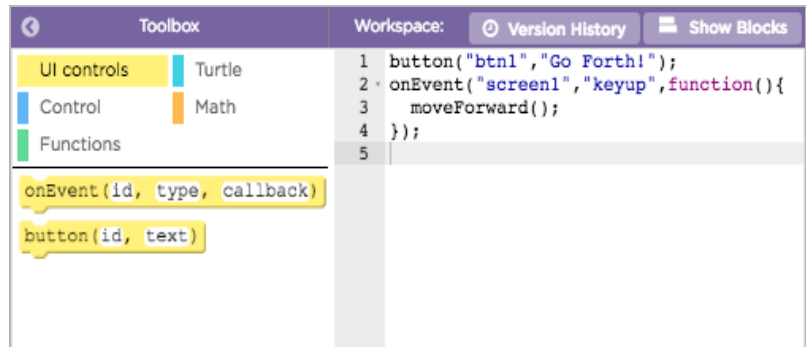 Toolbox
Workspace:
Version History
Show Blocks
UI controls
Turtle
Control
Math
Functions
onEvent(id, type, callback)
button(id, text)
1 button("btn1","Go Forth!");
2 onEvent("screen1","keyup",function(){
3 moveForward();
4 });
5